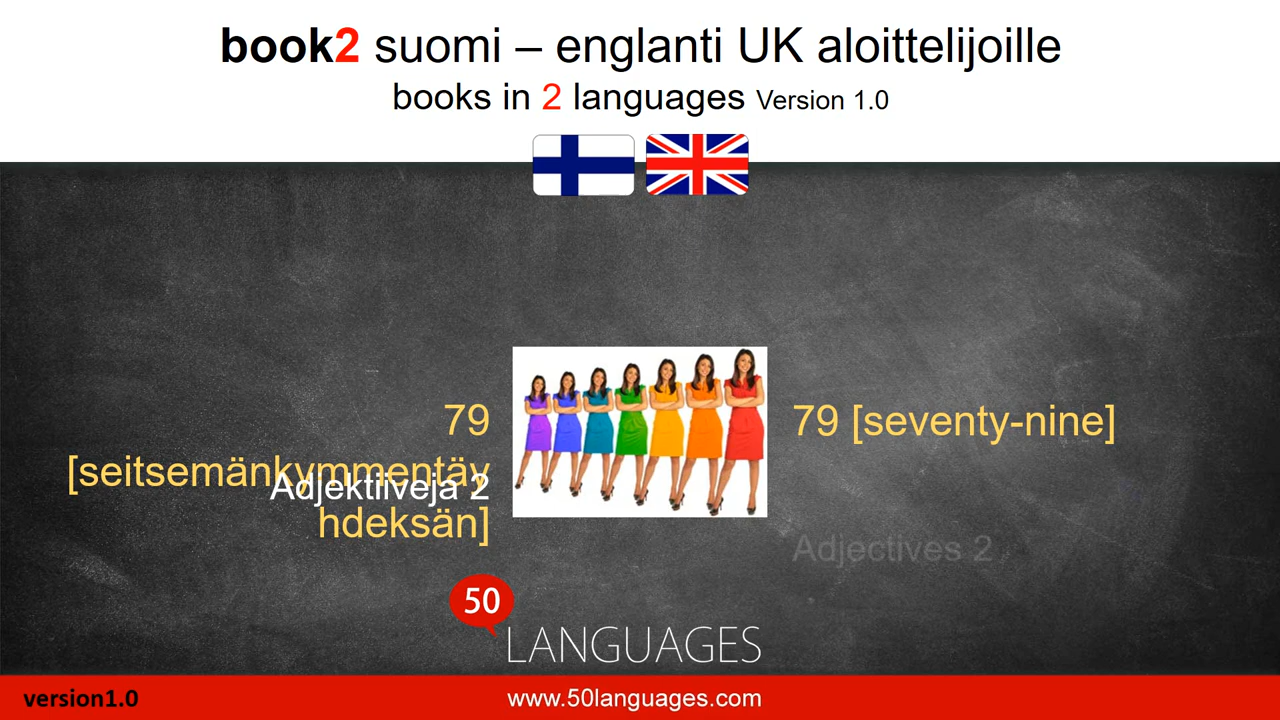 book2 suomi – englanti UK aloittelijoille
books in 2 languages Version 1.0
79
[seitsemänkymmentäy
hdeksän]
Adjektiiveja 2
79 [seventy-nine]
Adjectives 2
50
LANGUAGES
version1.0
www.50languages.com